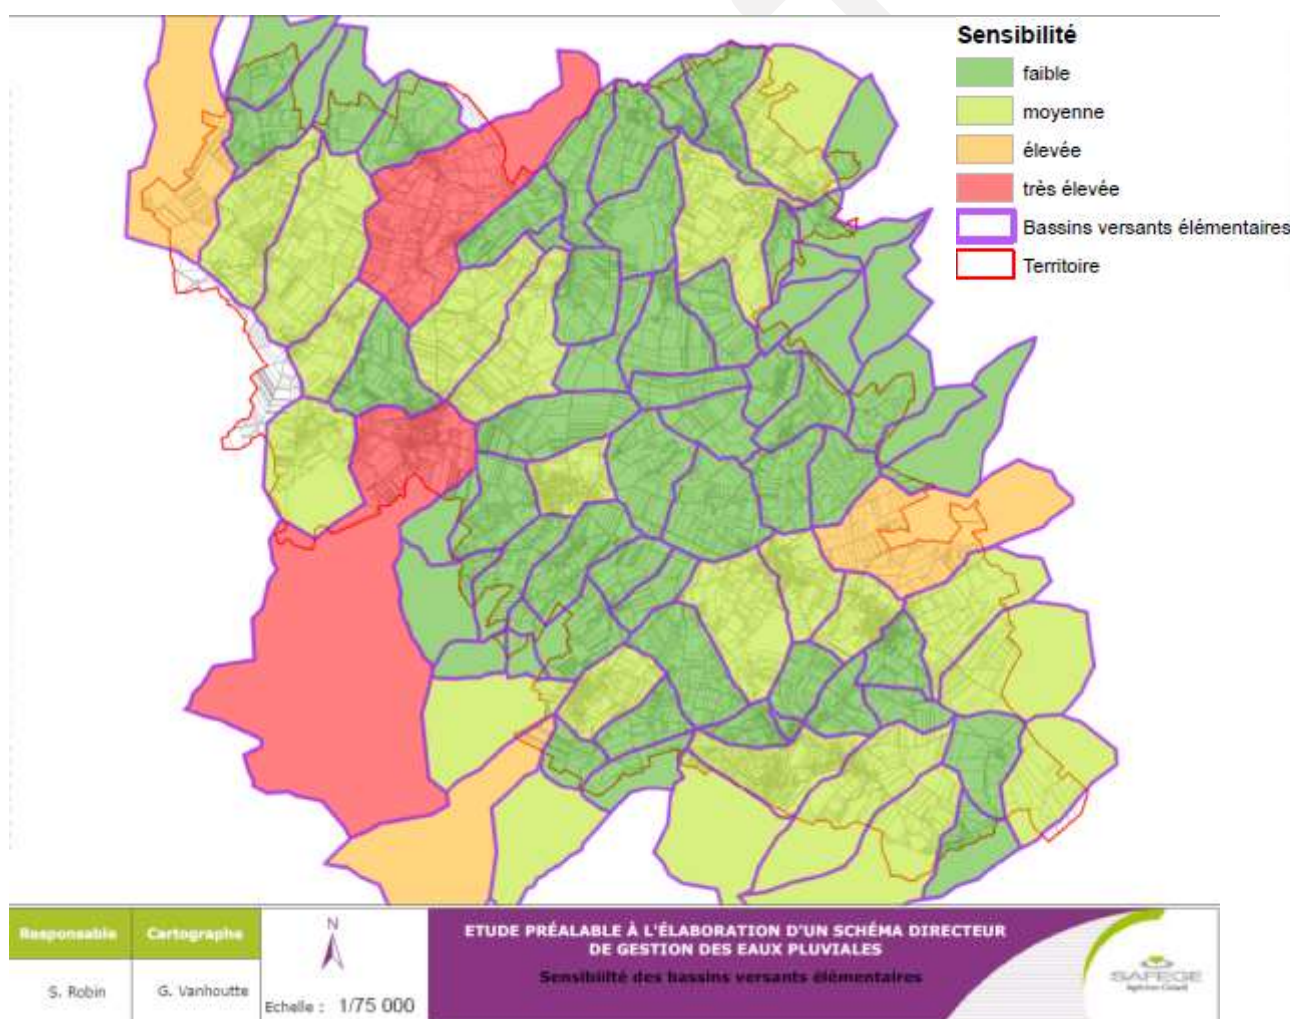 Sensibilité
faible
moyenne
élevée
très élevée
Bassins versants élémentaires
Territoire
Responsable
Cartographe
N
ETUDE PRÉALABLE À L'ÉLABORATION D'UN SCHÉMA DIRECTEUR
DE GESTION DES EAUX PLUVIALES
Sensibilité des bassins versants élémentaires
S. Robin
G. Vanhoutte
Echelle : 1/75 000
SAFEGE